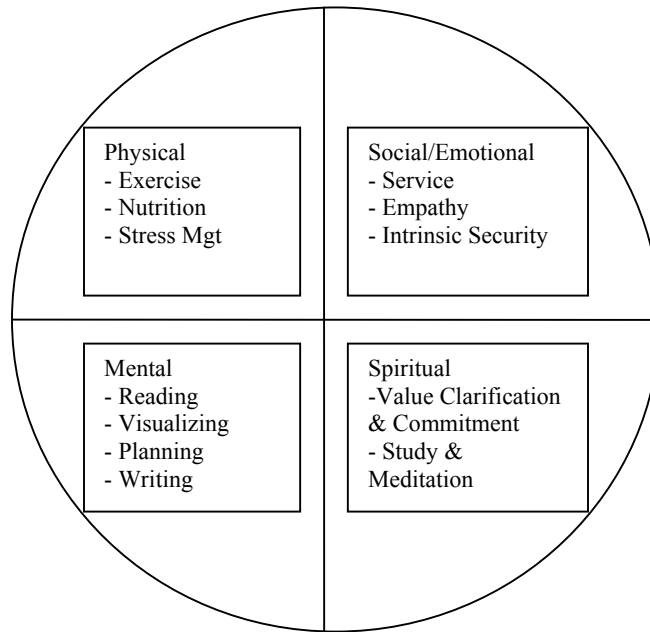 Physical
- Exercise
- Nutrition
- Stress Mgt
Social/Emotional
- Service
- Empathy
- Intrinsic Security
Mental
- Reading
- Visualizing
- Planning
- Writing
Spiritual
-Value Clarification
& Commitment
- Study &
Meditation